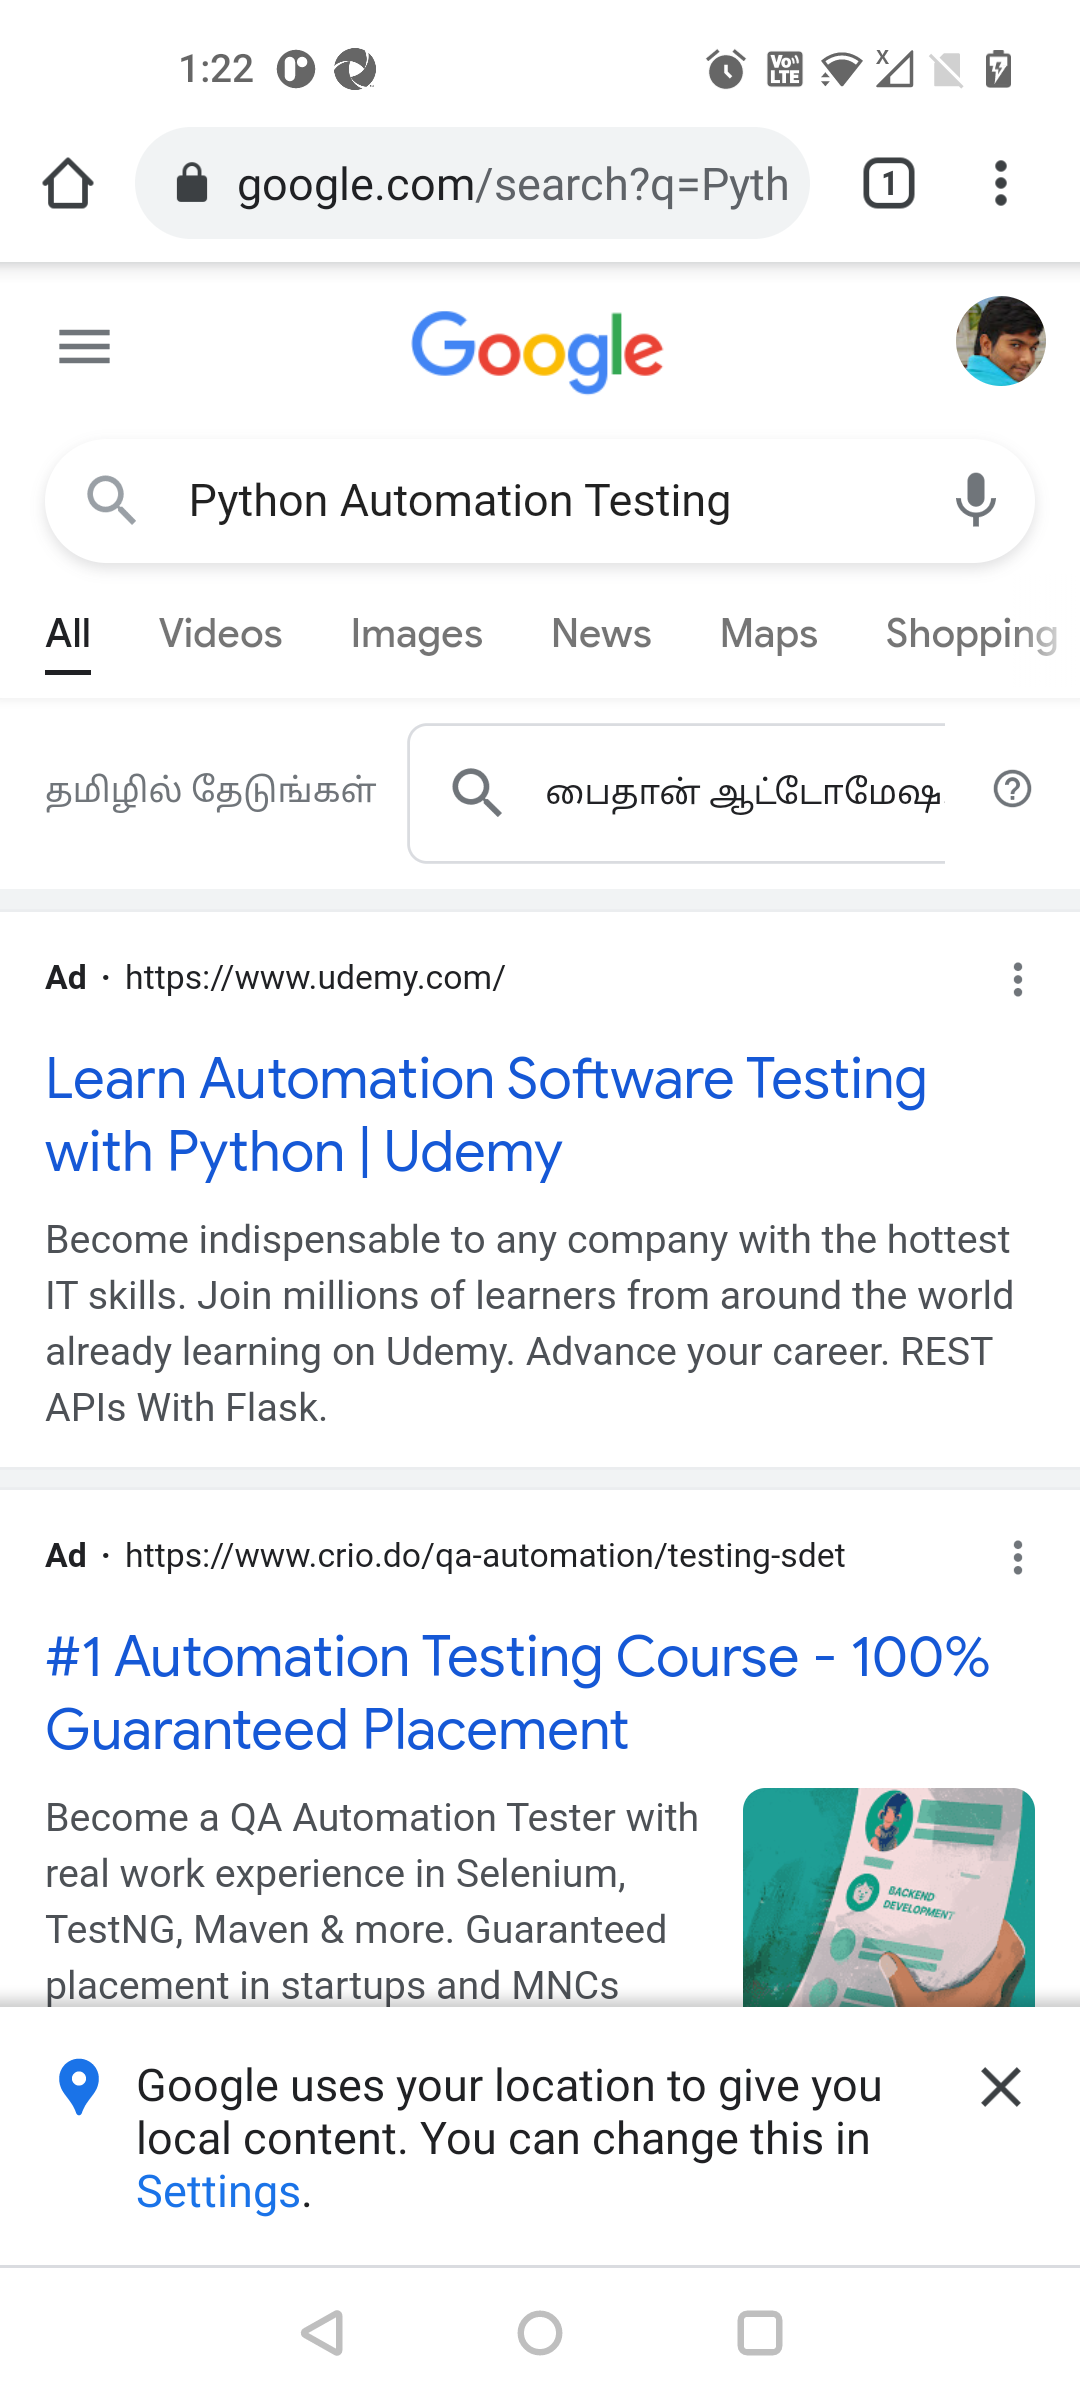 1:22
Vo)) LTE
X
google.com/search?q=Pyth
1
Google
Python Automation Testing
All Videos Images News Maps Shopping
தமிழில் தேடுங்கள் பைதான் ஆட்டோமேஷ
Ad · https://www.udemy.com/
Learn Automation Software Testing
with Python | Udemy
Become indispensable to any company with the hottest
IT skills. Join millions of learners from around the world
already learning on Udemy. Advance your career. REST
APIs With Flask.
Ad · https://www.crio.do/qa-automation/testing-sdet
#1 Automation Testing Course - 100%
Guaranteed Placement
Become a QA Automation Tester with
real work experience in Selenium,
TestNG, Maven & more. Guaranteed
placement in startups and MNCs
BACKEND
DEVELOPMENT
Google uses your location to give you
local content. You can change this in
Settings.